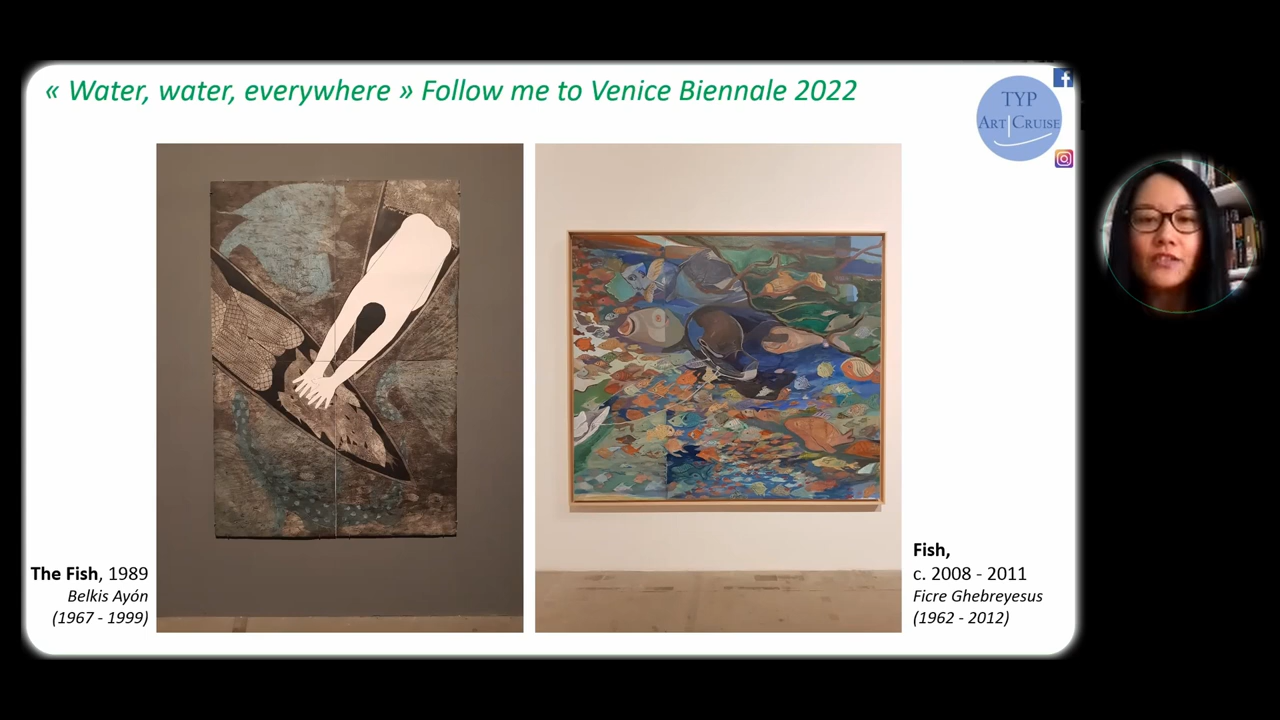 « Water, water, everywhere » Follow me to Venice Biennale 2022
TYP
ART CRUISE
The Fish, 1989
Belkis Ayón
(1967 - 1999)
Fish,
c. 2008 - 2011
Ficre Ghebreyesus
(1962 - 2012)